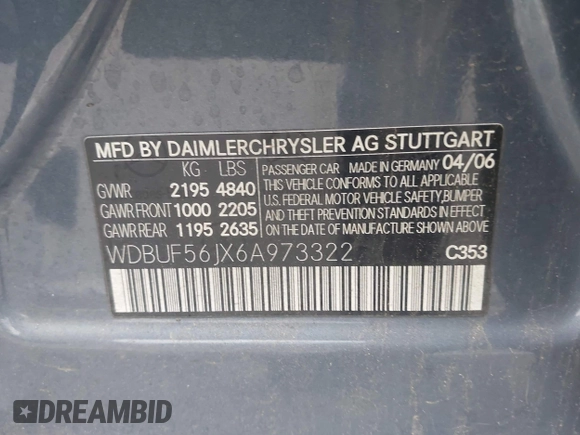 MFD BY DAIMLERCHRYSLER AG STUTTGART
KG LBS
GVWR 2195 4840
GAWR FRONT 1000 2205
GAWR REAR 1195 2635
PASSENGER CAR MADE IN GERMANY 04/06
THIS VEHICLE CONFORMS TO ALL APPLICABLE
U.S. FEDERAL MOTOR VEHICLE SAFETY,BUMPER
AND THEFT PREVENTION STANDARDS IN EFFECT
ON THE DATE OF MANUFACTURE SHOWN ABOVE.
WDBUF56JX6A973322 C353
DREAMBID